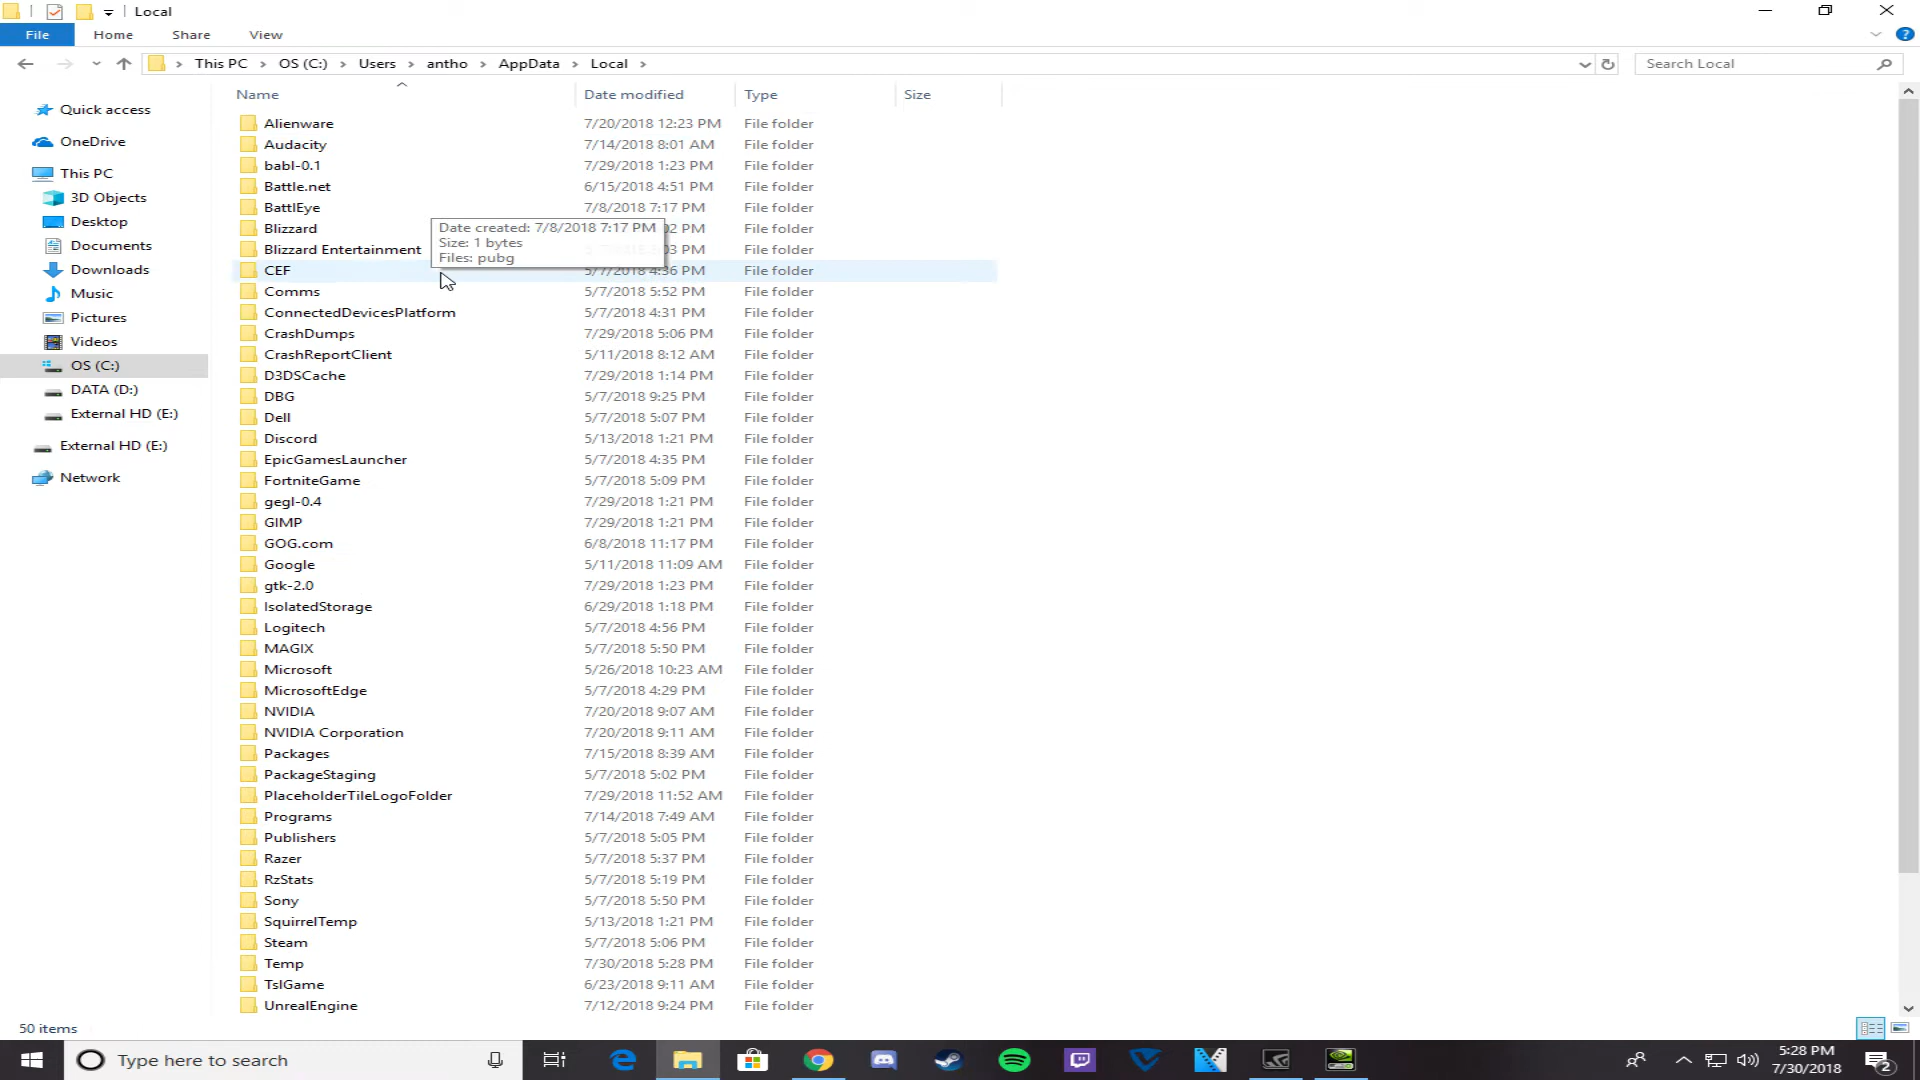 Local
File Home Share View
This PC OS (C:) Users antho AppData Local
Search Local
Name Date modified Type Size
Quick access
OneDrive
This PC
3D Objects
Desktop
Documents
Downloads
Music
Pictures
Videos
OS (C:)
DATA (D:)
External HD (E:)
External HD (E:)
Network
Alienware 7/20/2018 12:23 PM File folder
Audacity 7/14/2018 8:01 AM File folder
babl-0.1 7/29/2018 1:23 PM File folder
Battle.net 6/15/2018 4:51 PM File folder
BattlEye 7/8/2018 7:17 PM File folder
Blizzard 02 PM File folder
Blizzard Entertainment 03 PM File folder
Date created: 7/8/2018 7:17 PM
Size: 1 bytes
Files: pubg
CEF 5/7/2018 4:36 PM File folder
Comms 5/7/2018 5:52 PM File folder
ConnectedDevicesPlatform 5/7/2018 4:31 PM File folder
CrashDumps 7/29/2018 5:06 PM File folder
CrashReportClient 5/11/2018 8:12 AM File folder
D3DSCache 7/29/2018 1:14 PM File folder
DBG 5/7/2018 9:25 PM File folder
Dell 5/7/2018 5:07 PM File folder
Discord 5/13/2018 1:21 PM File folder
EpicGamesLauncher 5/7/2018 4:35 PM File folder
FortniteGame 5/7/2018 5:09 PM File folder
gegl-0.4 7/29/2018 1:21 PM File folder
GIMP 7/29/2018 1:21 PM File folder
GOG.com 6/8/2018 11:17 PM File folder
Google 5/11/2018 11:09 AM File folder
gtk-2.0 7/29/2018 1:23 PM File folder
IsolatedStorage 6/29/2018 1:18 PM File folder
Logitech 5/7/2018 4:56 PM File folder
MAGIX 5/7/2018 5:50 PM File folder
Microsoft 5/26/2018 10:23 AM File folder
MicrosoftEdge 5/7/2018 4:29 PM File folder
NVIDIA 7/20/2018 9:07 AM File folder
NVIDIA Corporation 7/20/2018 9:11 AM File folder
Packages 7/15/2018 8:39 AM File folder
PackageStaging 5/7/2018 5:02 PM File folder
PlaceholderTileLogoFolder 7/29/2018 11:52 AM File folder
Programs 7/14/2018 7:49 AM File folder
Publishers 5/7/2018 5:05 PM File folder
Razer 5/7/2018 5:37 PM File folder
RzStats 5/7/2018 5:19 PM File folder
Sony 5/7/2018 5:50 PM File folder
SquirrelTemp 5/13/2018 1:21 PM File folder
Steam 5/7/2018 5:06 PM File folder
Temp 7/30/2018 5:28 PM File folder
TslGame 6/23/2018 9:11 AM File folder
UnrealEngine 7/12/2018 9:24 PM File folder
50 items
Type here to search
5:28 PM
7/30/2018
2